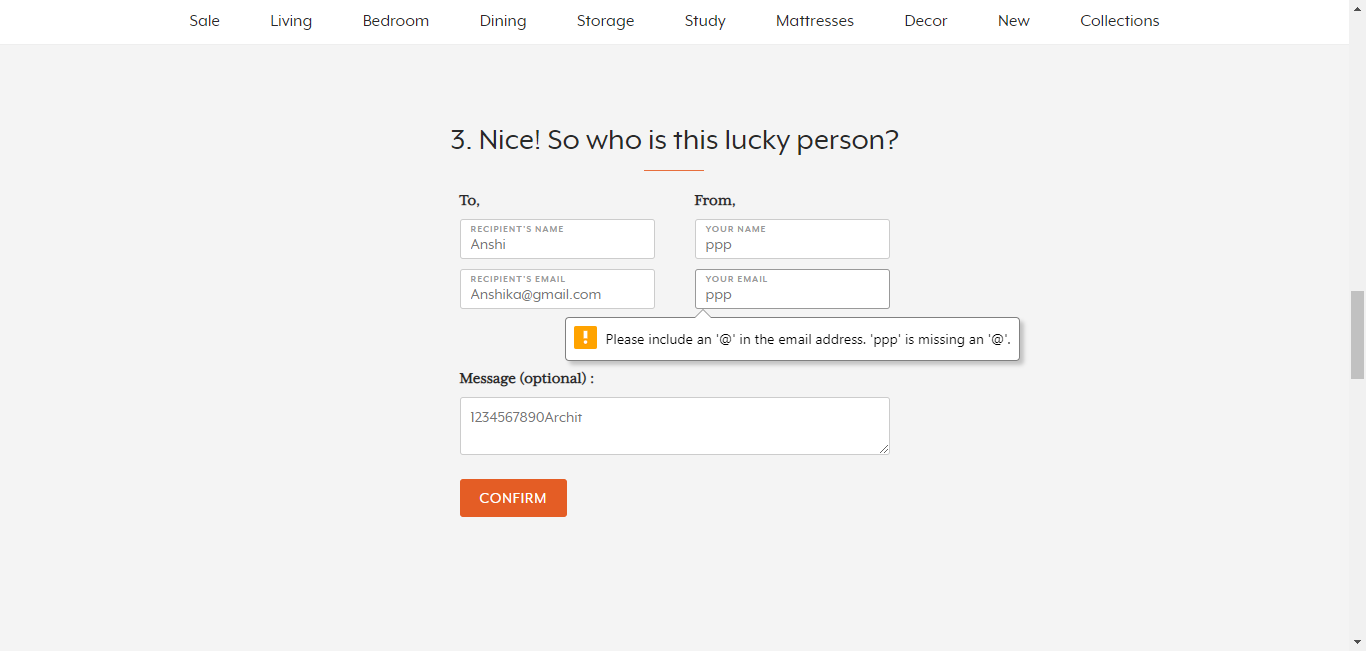 Sale Living Bedroom Dining Storage Study Mattresses Decor New Collections
3. Nice! So who is this lucky person?
To,
From,
RECIPIENT'S NAME
Anshi
YOUR NAME
ppp
RECIPIENT'S EMAIL
Anshika@gmail.com
YOUR EMAIL
ppp
Please include an '@' in the email address. 'ppp' is missing an '@'.
Message (optional) :
1234567890Archit
CONFIRM